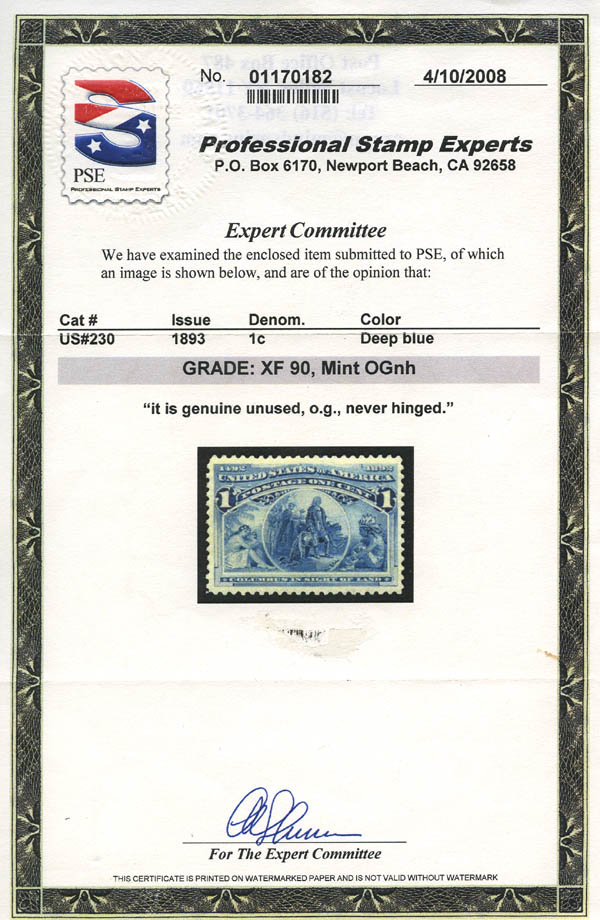 No. 01170182 4/10/2008
PSE
PROFESSIONAL STAMP EXPERTS
Professional Stamp Experts
P.O. Box 6170, Newport Beach, CA 92658
Expert Committee
We have examined the enclosed item submitted to PSE, of which
an image is shown below, and are of the opinion that:
Cat # Issue Denom. Color
US#230 1893 1c Deep blue
GRADE: XF 90, Mint OGnh
“it is genuine unused, o.g., never hinged.”
1492 1892
UNITED STATES OF AMERICA
1 POSTAGE ONE CENT 1
COLUMBUS IN SIGHT OF LAND
For The Expert Committee
THIS CERTIFICATE IS PRINTED ON WATERMARKED PAPER AND IS NOT VALID WITHOUT WATERMARK